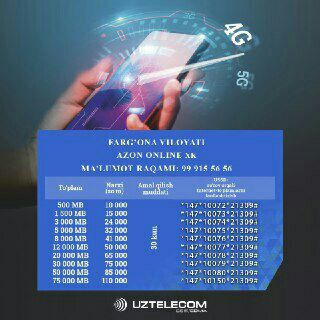 4G
5G
FARG'ONA VILOYATI
AZON ONLINE XK
MA'LUMOT RAQAMI: 99 915 56 56
To'plam Narxi (so'm) Amal qilish muddati USSD
500 MB 10 000 *147*10072*21309#
1 500 MB 15 000 *147*10073*21309#
3 000 MB 24 000 *147*10074*21309#
5 000 MB 32 000 *147*10075*21309#
8 000 MB 41 000 30 kun *147*10076*21309#
12 000 MB 50 000 *147*10077*21309#
20 000 MB 65 000 *147*10078*21309#
30 000 MB 75 000 *147*10079*21309#
50 000 MB 85 000 *147*10080*21309#
75 000 MB 110 000 *147*10150*21309#
UZTELECOM